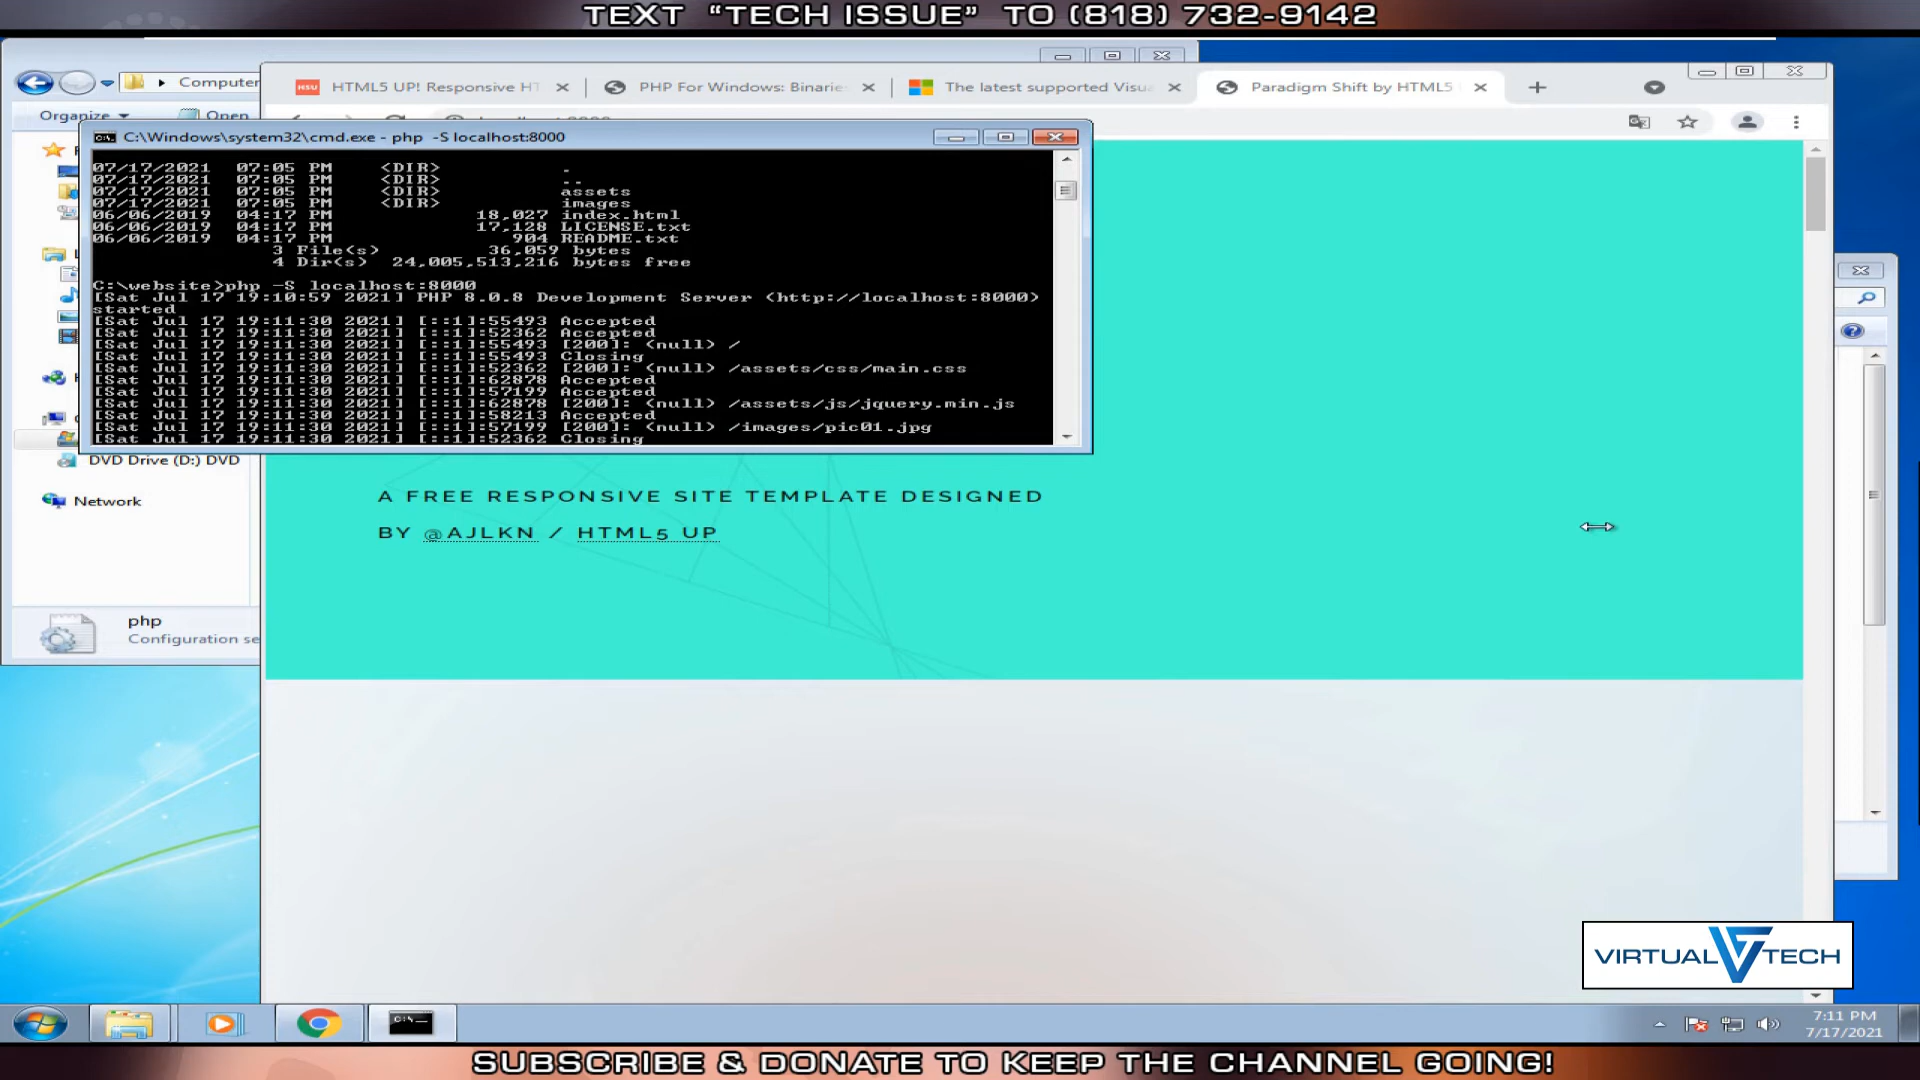 TEXT “TECH ISSUE” TO (818) 732-9142
Computer
HTML5 UP! Responsive HT
PHP For Windows: Binarie
The latest supported Visu
Paradigm Shift by HTML5
Organize
Open
C:\Windows\system32\cmd.exe - php -S localhost:8000
07/17/2021 07:05 PM <DIR> .
07/17/2021 07:05 PM <DIR> ..
07/17/2021 07:05 PM <DIR> assets
07/17/2021 07:05 PM <DIR> images
06/06/2019 04:17 PM 18,027 index.html
06/06/2019 04:17 PM 17,128 LICENSE.txt
06/06/2019 04:17 PM 904 README.txt
3 File(s) 36,059 bytes
4 Dir(s) 24,005,513,216 bytes free
C:\website>php -S localhost:8000
[Sat Jul 17 19:10:59 2021] PHP 8.0.8 Development Server (http://localhost:8000)
started
[Sat Jul 17 19:11:30 2021] [::1]:55493 Accepted
[Sat Jul 17 19:11:30 2021] [::1]:52362 Accepted
[Sat Jul 17 19:11:30 2021] [::1]:55493 [200]: (null) /
[Sat Jul 17 19:11:30 2021] [::1]:55493 Closing
[Sat Jul 17 19:11:30 2021] [::1]:52362 [200]: (null) /assets/css/main.css
[Sat Jul 17 19:11:30 2021] [::1]:62878 Accepted
[Sat Jul 17 19:11:30 2021] [::1]:57199 Accepted
[Sat Jul 17 19:11:30 2021] [::1]:62878 [200]: (null) /assets/js/jquery.min.js
[Sat Jul 17 19:11:30 2021] [::1]:58213 Accepted
[Sat Jul 17 19:11:30 2021] [::1]:57199 [200]: (null) /images/pic01.jpg
[Sat Jul 17 19:11:30 2021] [::1]:52362 Closing
DVD Drive (D:) DVD
Network
A FREE RESPONSIVE SITE TEMPLATE DESIGNED
BY @AJLKN / HTML5 UP
php
Configuration se
VIRTUAL VT TECH
7:11 PM
7/17/2021
SUBSCRIBE & DONATE TO KEEP THE CHANNEL GOING!